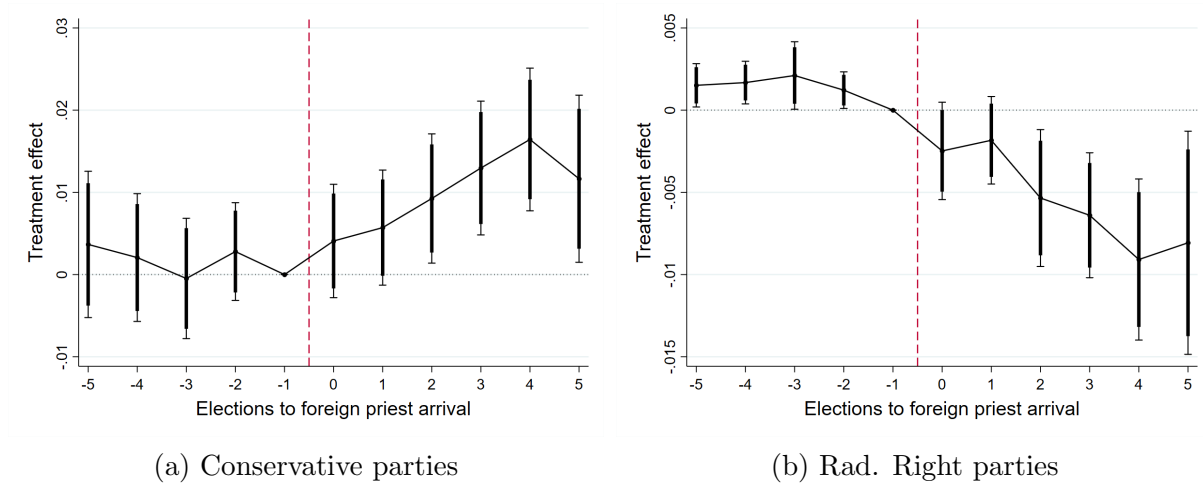 .03
.02
.01
0
-.01
Treatment effect
-5 -4 -3 -2 -1 0 1 2 3 4 5
Elections to foreign priest arrival
(a) Conservative parties
.005
0
-.005
-.01
-.015
Treatment effect
-5 -4 -3 -2 -1 0 1 2 3 4 5
Elections to foreign priest arrival
(b) Rad. Right parties